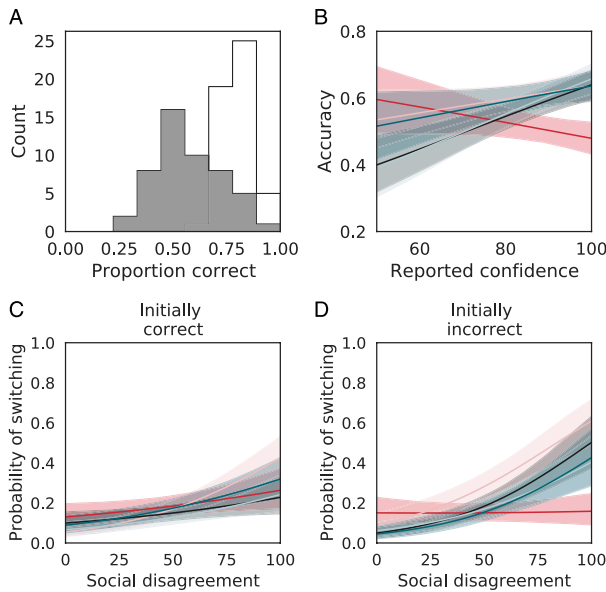 A
25
20
15
10
5
0
Count
0.00 0.25 0.50 0.75 1.00
Proportion correct
B
0.8
0.6
0.4
0.2
Accuracy
60 80 100
Reported confidence
C
Initially
correct
1.0
0.8
0.6
0.4
0.2
0.0
Probability of switching
0 25 50 75 100
Social disagreement
D
Initially
incorrect
1.0
0.8
0.6
0.4
0.2
0.0
Probability of switching
0 25 50 75 100
Social disagreement